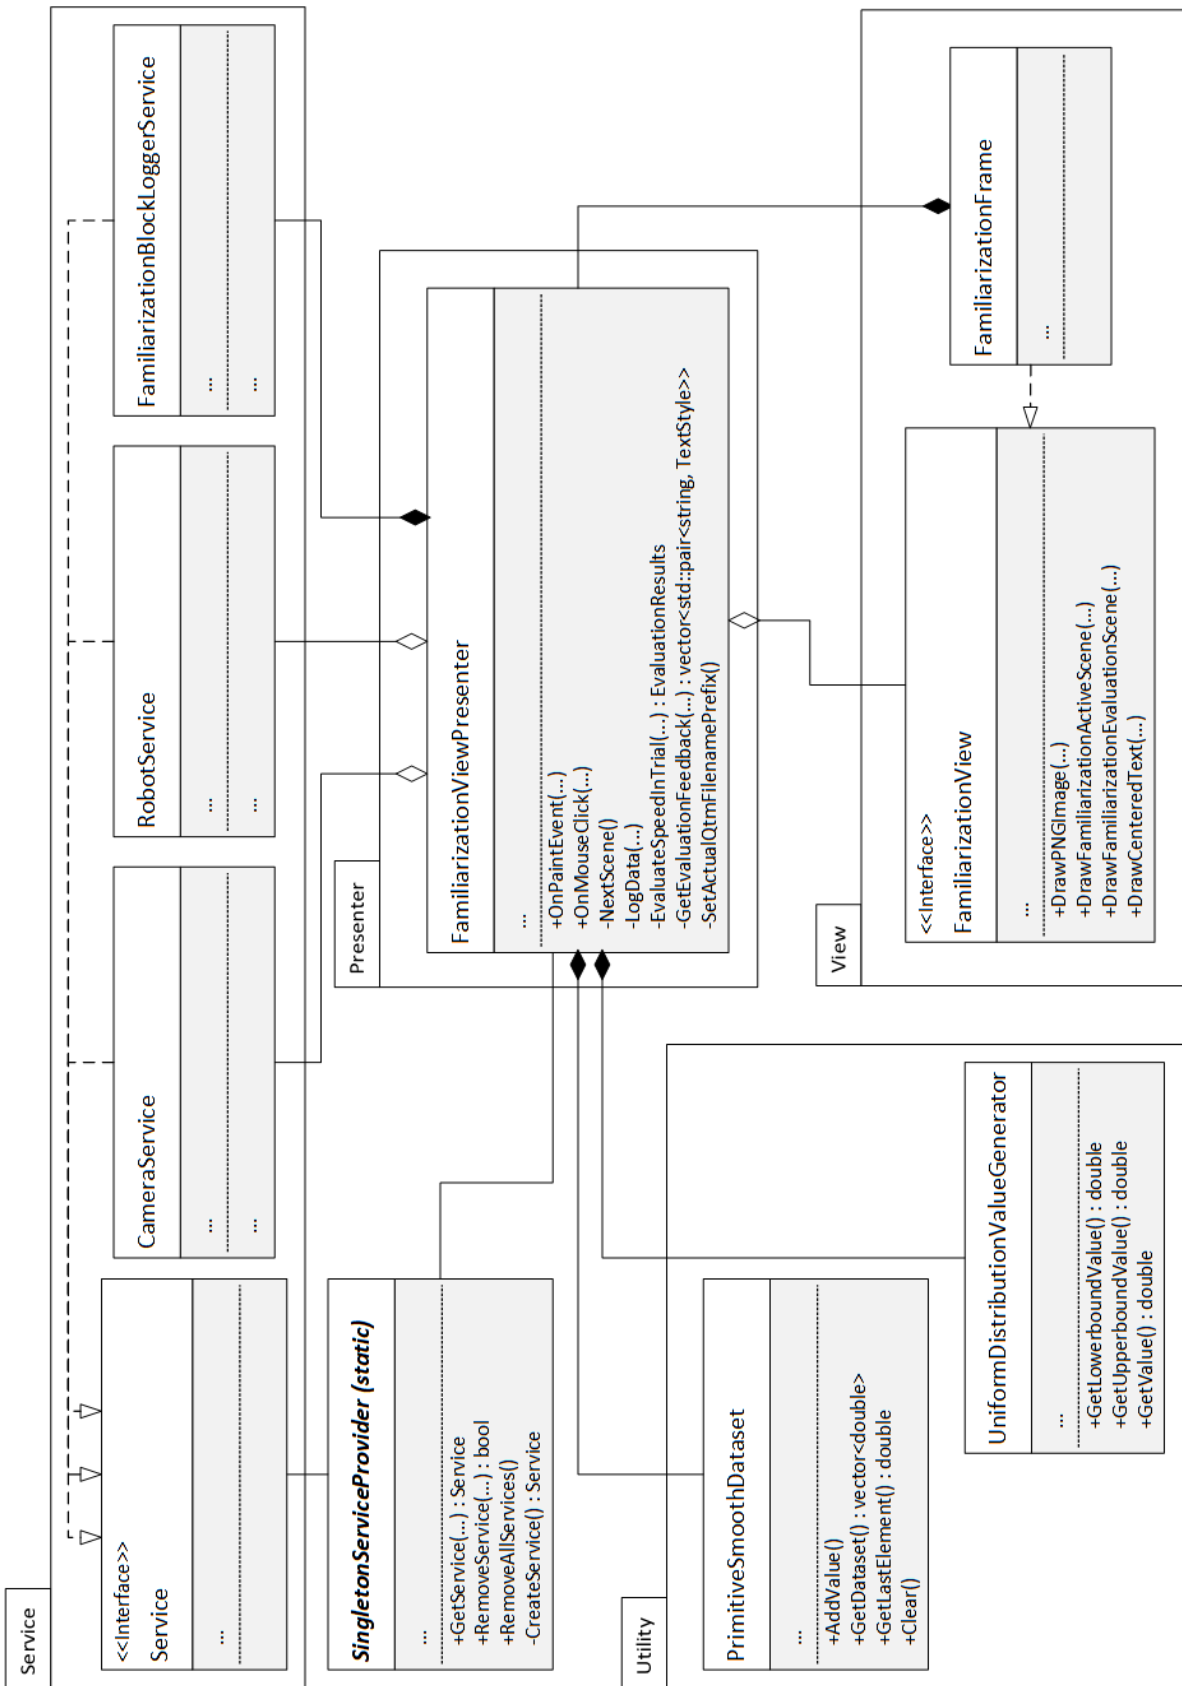 Service
<<Interface>>
Service
...
CameraService
...
...
RobotService
...
...
FamiliarizationBlockLoggerService
...
...
SingletonServiceProvider (static)
...
+GetService(...) : Service
+RemoveService(...) : bool
+RemoveAllServices()
-CreateService() : Service
Presenter
FamiliarizationViewPresenter
...
+OnPaintEvent(...)
+OnMouseClick(...)
-NextScene()
-LogData(...)
-EvaluateSpeedInTrial(...) : EvaluationResults
-GetEvaluationFeedback(...) : vector<std::pair<string, TextStyle>>
-SetActualQtmFilenamePrefix()
Utility
PrimitiveSmoothDataset
...
+AddValue()
+GetDataset() : vector<double>
+GetLastElement() : double
+Clear()
UniformDistributionValueGenerator
...
+GetLowerboundValue() : double
+GetUpperboundValue() : double
+GetValue() : double
View
<<Interface>>
FamiliarizationView
...
+DrawPNGImage(...)
+DrawFamiliarizationActiveScene(...)
+DrawFamiliarizationEvaluationScene(...)
+DrawCenteredText(...)
FamiliarizationFrame
...